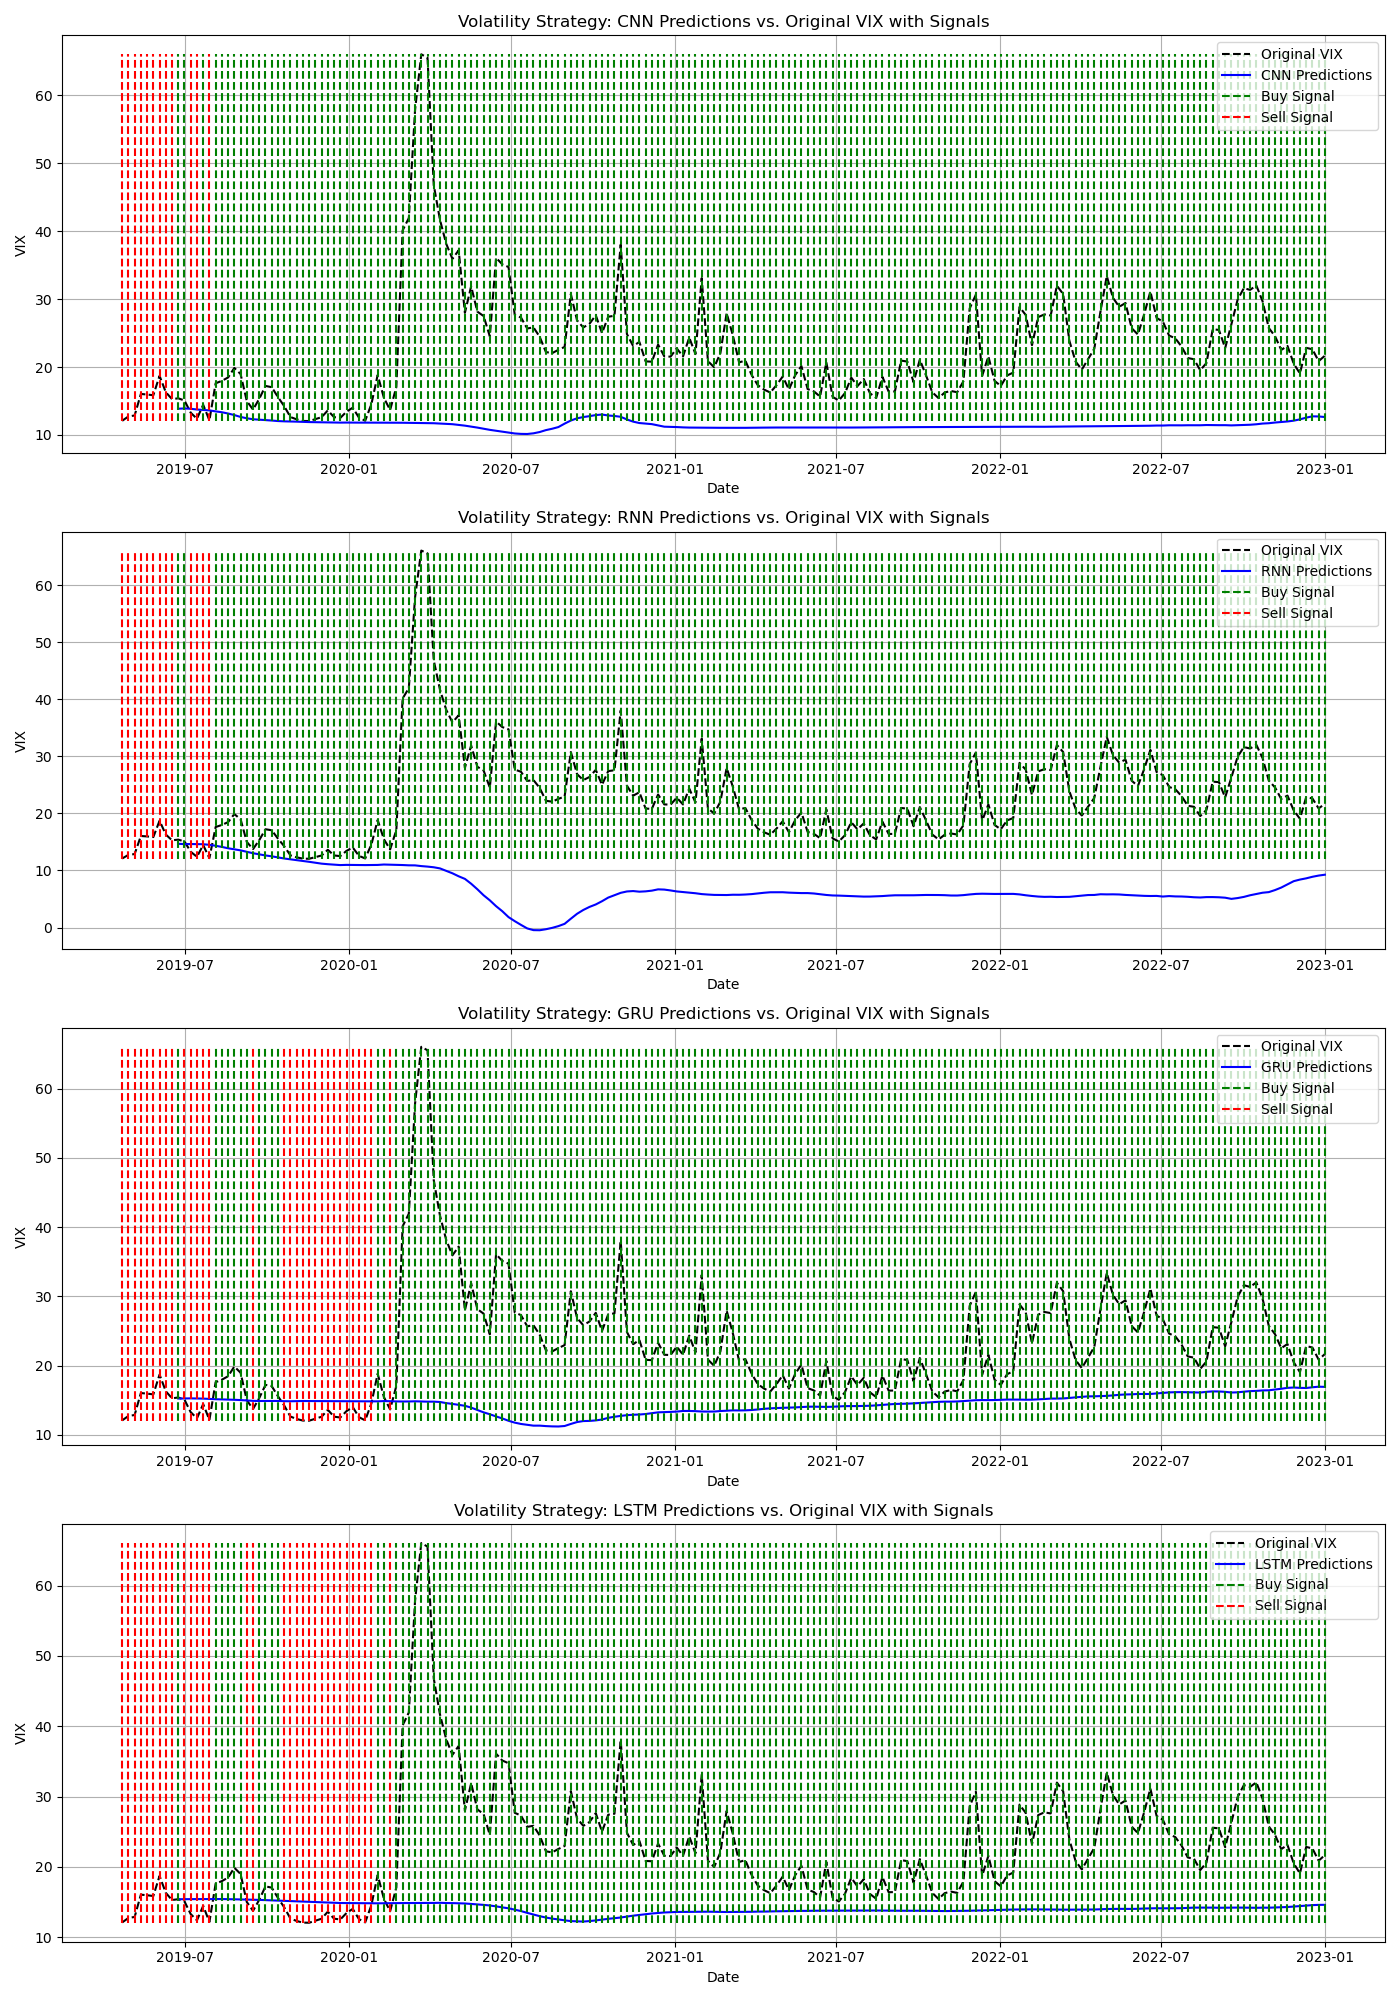 Volatility Strategy: CNN Predictions vs. Original VIX with Signals
Original VIX
CNN Predictions
Buy Signal
Sell Signal
60
50
40
30
20
10
VIX
2019-07
2020-01
2020-07
2021-01
2021-07
2022-01
2022-07
2023-01
Date
Volatility Strategy: RNN Predictions vs. Original VIX with Signals
Original VIX
RNN Predictions
Buy Signal
Sell Signal
60
50
40
30
20
10
0
VIX
2019-07
2020-01
2020-07
2021-01
2021-07
2022-01
2022-07
2023-01
Date
Volatility Strategy: GRU Predictions vs. Original VIX with Signals
Original VIX
GRU Predictions
Buy Signal
Sell Signal
60
50
40
30
20
10
VIX
2019-07
2020-01
2020-07
2021-01
2021-07
2022-01
2022-07
2023-01
Date
Volatility Strategy: LSTM Predictions vs. Original VIX with Signals
Original VIX
LSTM Predictions
Buy Signal
Sell Signal
60
50
40
30
20
10
VIX
2019-07
2020-01
2020-07
2021-01
2021-07
2022-01
2022-07
2023-01
Date